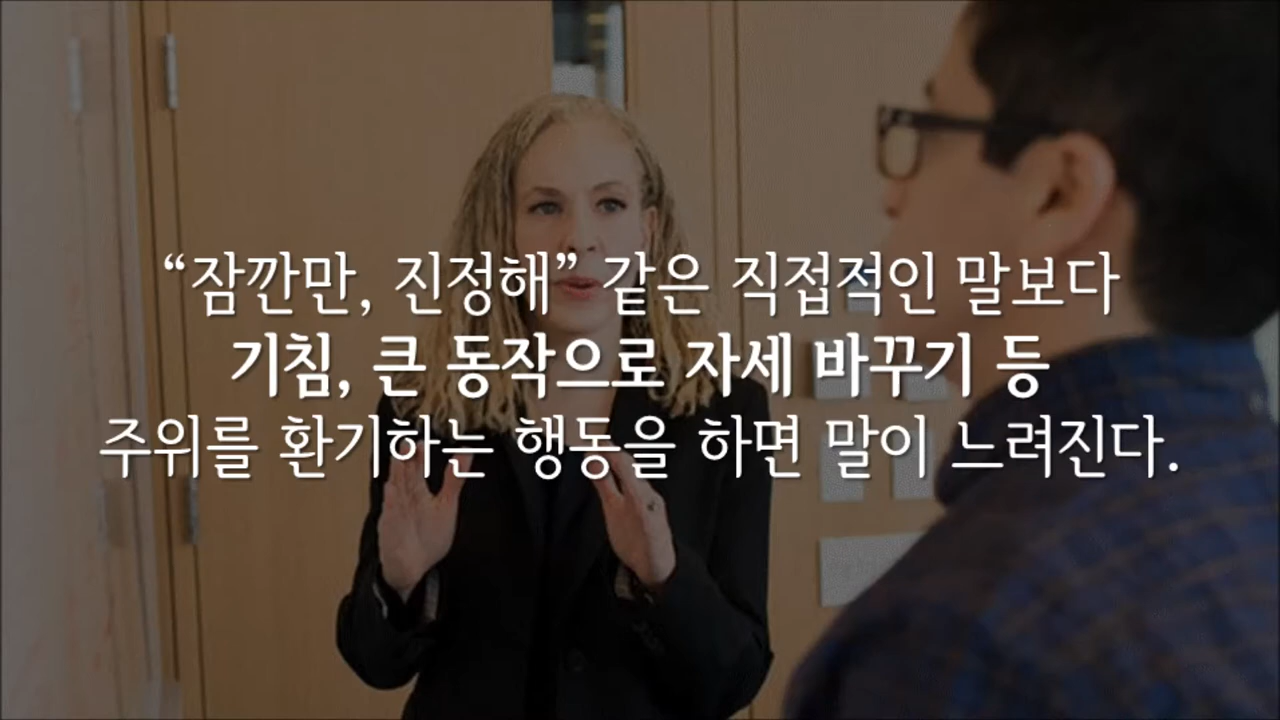 “잠깐만, 진정해” 같은 직접적인 말보다
기침, 큰 동작으로 자세 바꾸기 등
주위를 환기하는 행동을 하면 말이 느려진다.